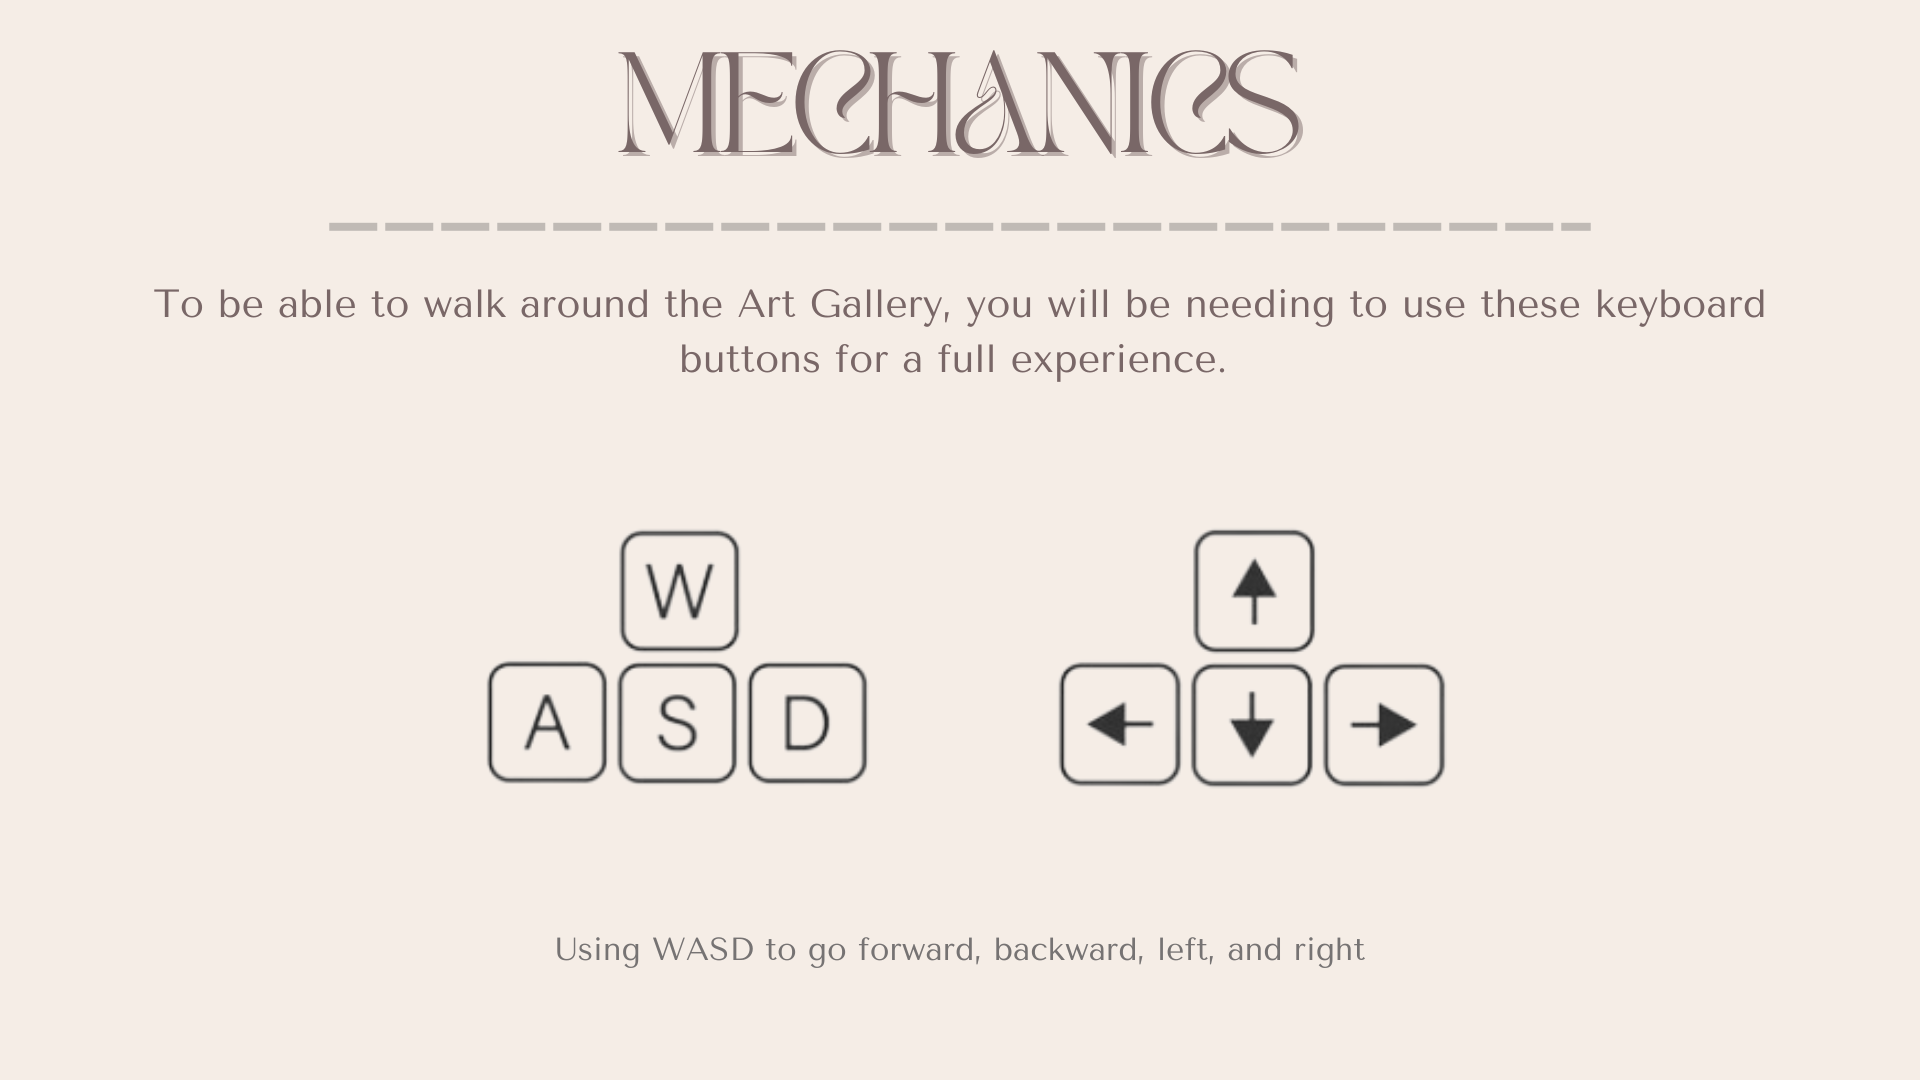 MECHANICS
To be able to walk around the Art Gallery, you will be needing to use these keyboard
buttons for a full experience.
W
A S D
Using WASD to go forward, backward, left, and right